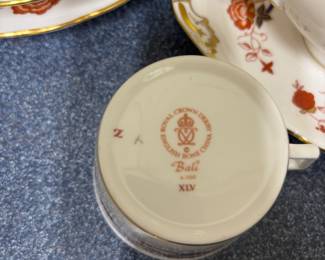 ROYAL CROWN DERBY
ENGLISH BONE CHINA
"Bali"
XLV
Z